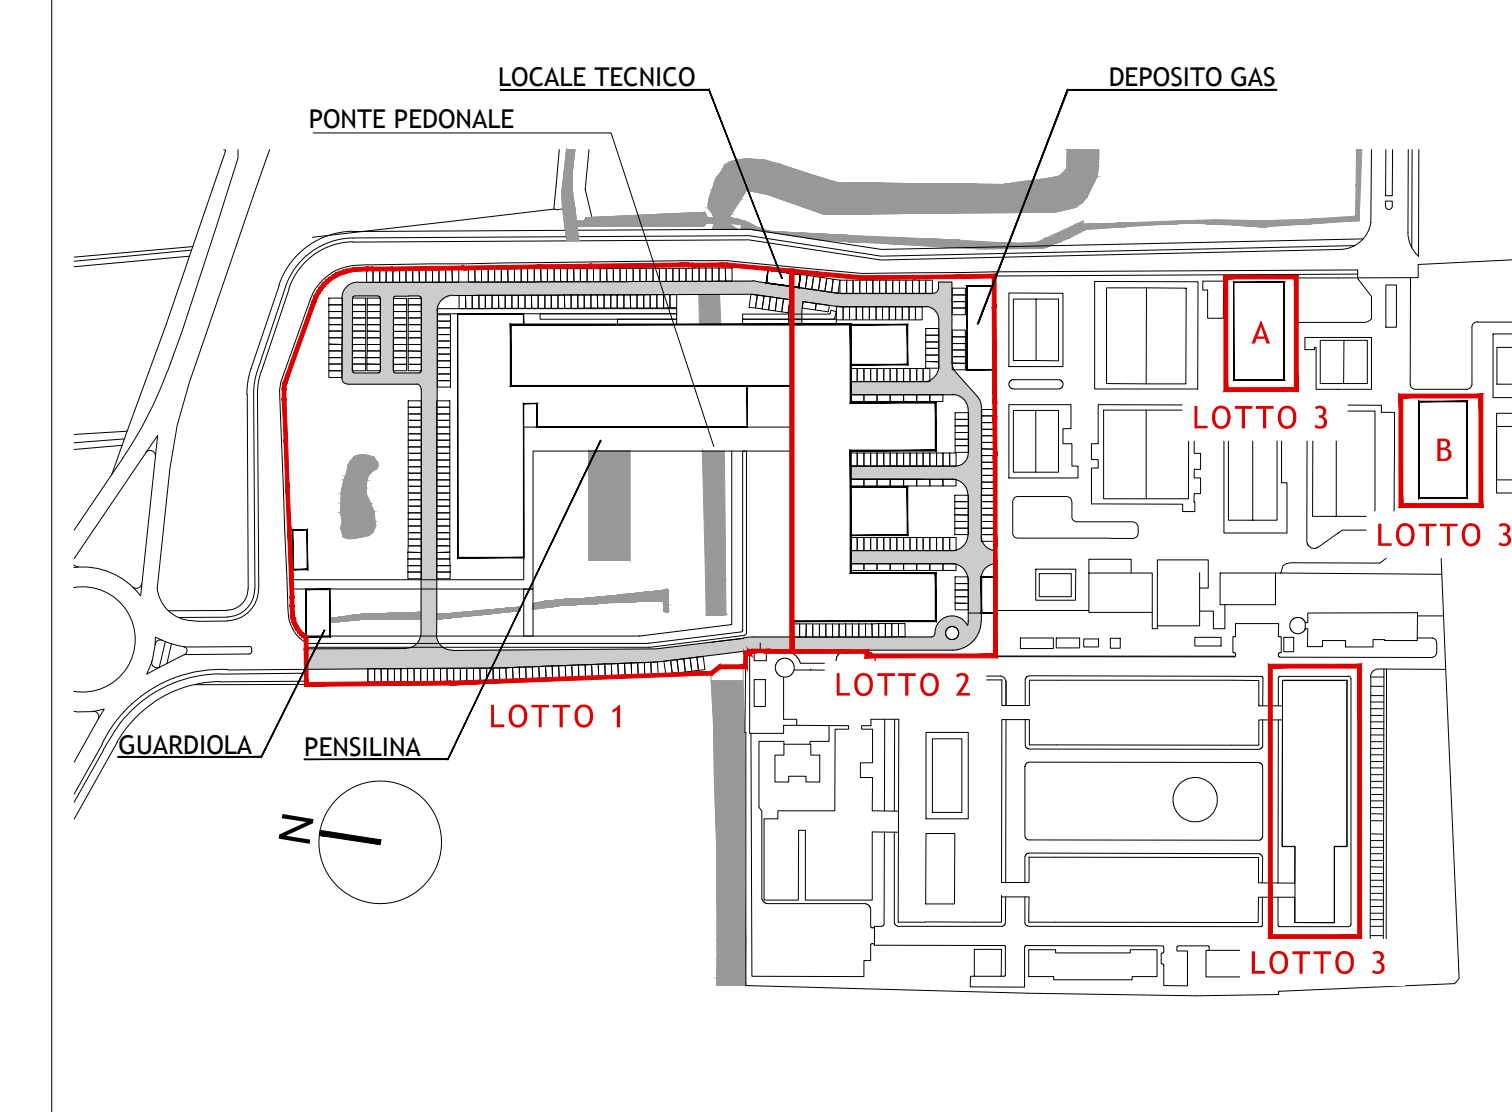 LOCALE TECNICO
DEPOSITO GAS
PONTE PEDONALE
A
LOTTO 3
B
LOTTO 3
LOTTO 2
LOTTO 1
GUARDIOLA
PENSILINA
N
LOTTO 3